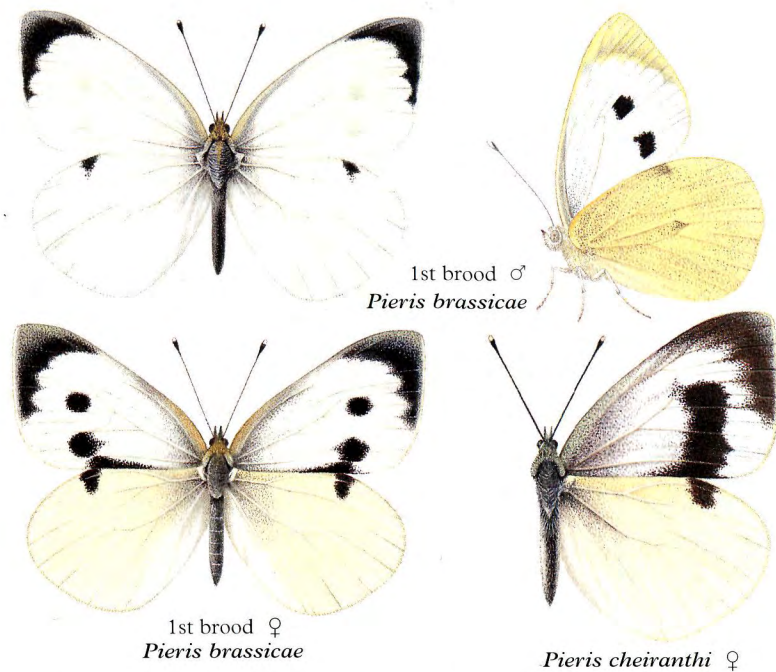 1st brood ♂
Pieris brassicae
1st brood ♀
Pieris brassicae
Pieris cheiranthi ♀